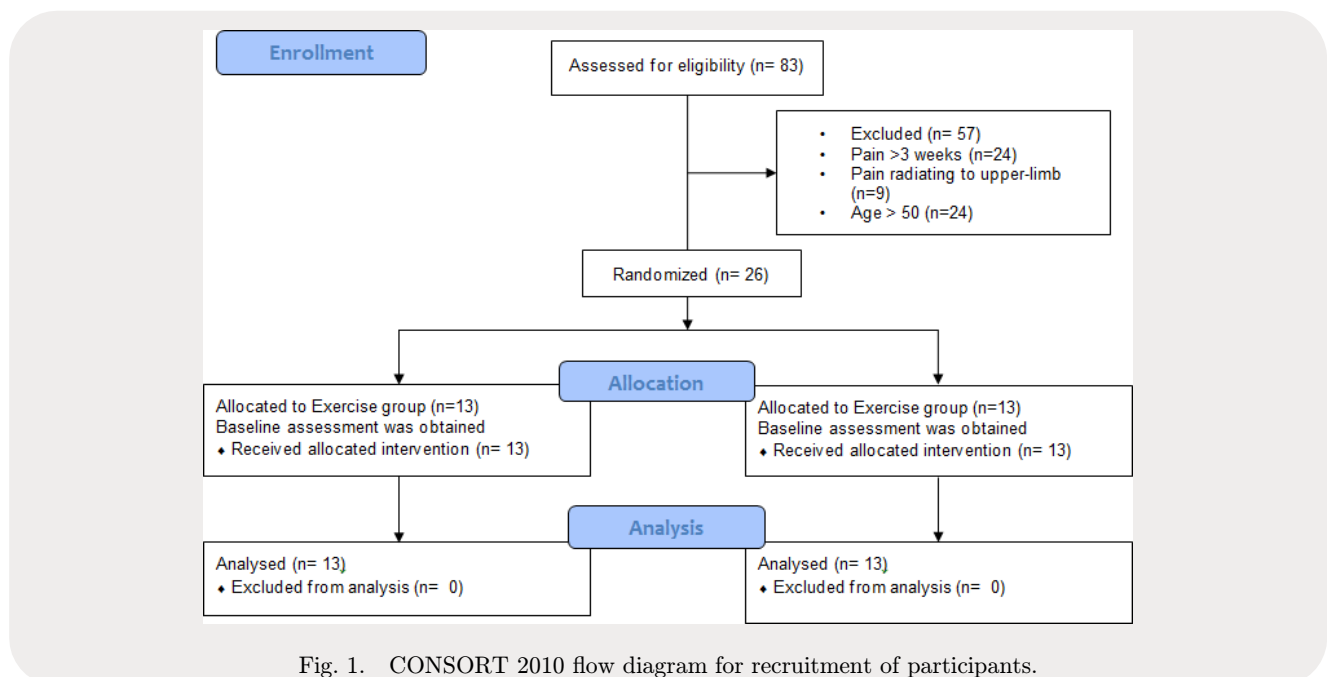 Enrollment
Assessed for eligibility (n= 83)
• Excluded (n= 57)
• Pain >3 weeks (n=24)
• Pain radiating to upper-limb
(n=9)
• Age > 50 (n=24)
Randomized (n= 26)
Allocation
Allocated to Exercise group (n=13)
Baseline assessment was obtained
♦ Received allocated intervention (n= 13)
Allocated to Exercise group (n=13)
Baseline assessment was obtained
♦ Received allocated intervention (n= 13)
Analysis
Analysed (n= 13)
♦ Excluded from analysis (n= 0)
Analysed (n= 13)
♦ Excluded from analysis (n= 0)
Fig. 1. CONSORT 2010 flow diagram for recruitment of participants.